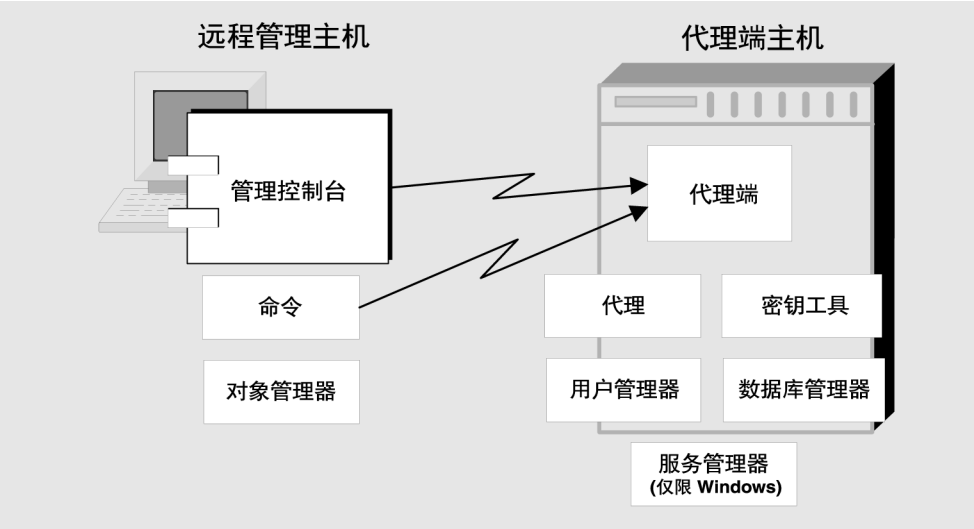 远程管理主机
代理端主机
管理控制台
代理端
命令
代理
密钥工具
对象管理器
用户管理器
数据库管理器
服务管理器
(仅限 Windows)